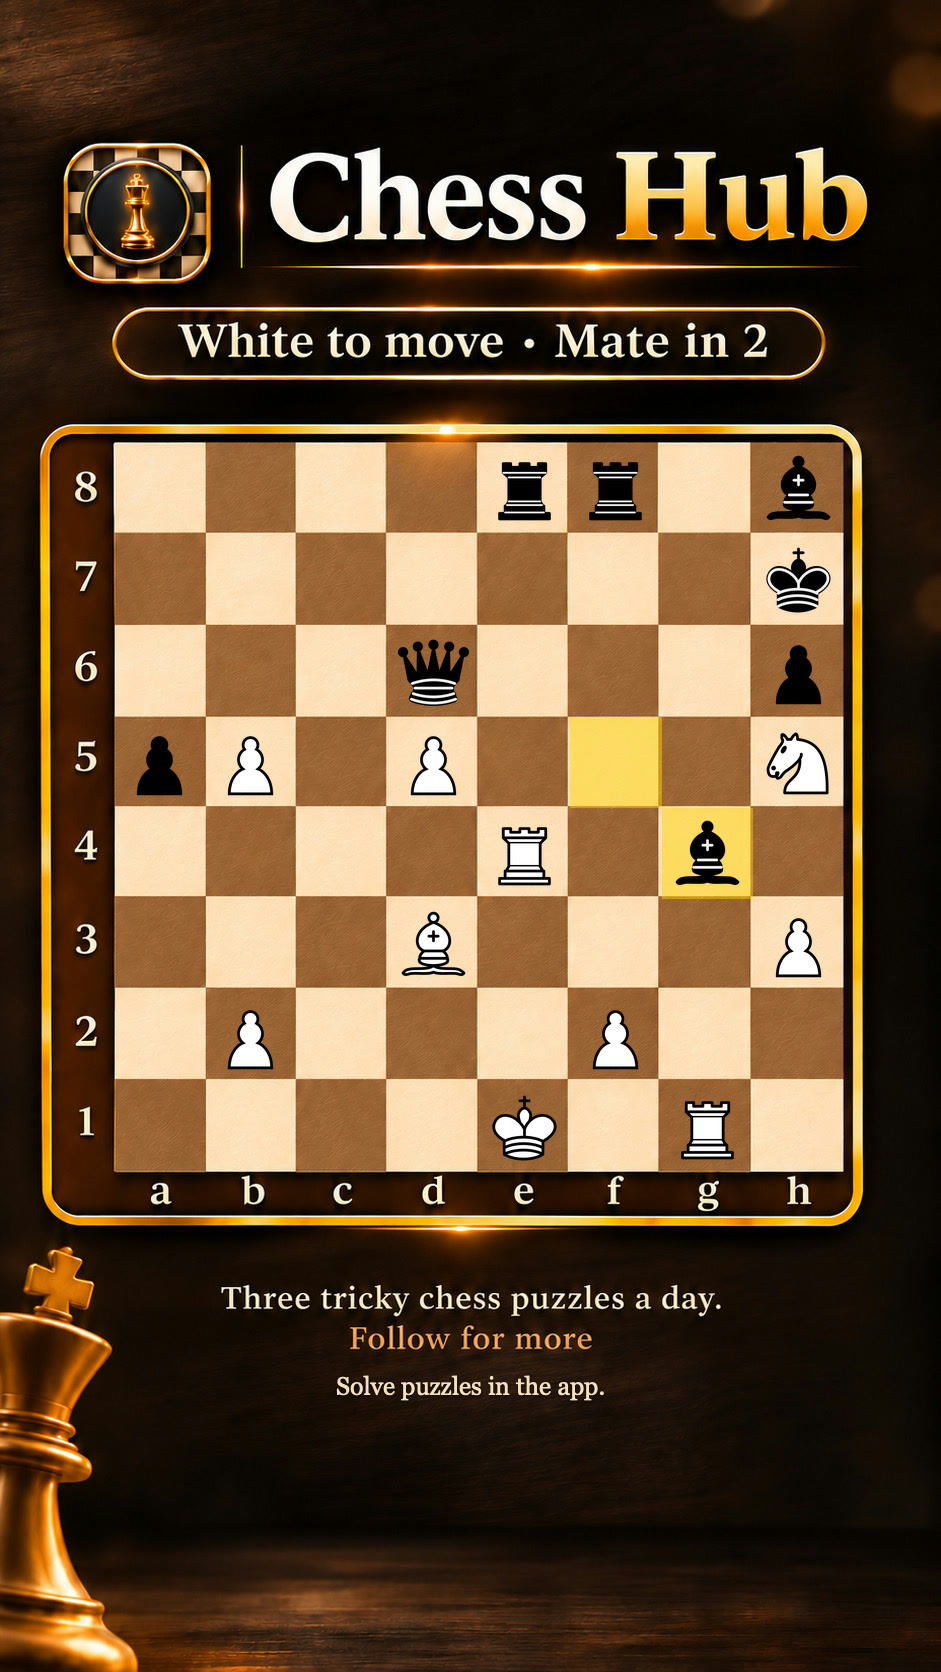 Chess Hub
White to move • Mate in 2
8
7
6
5
4
3
2
1
a b c d e f g h
Three tricky chess puzzles a day.
Follow for more
Solve puzzles in the app.